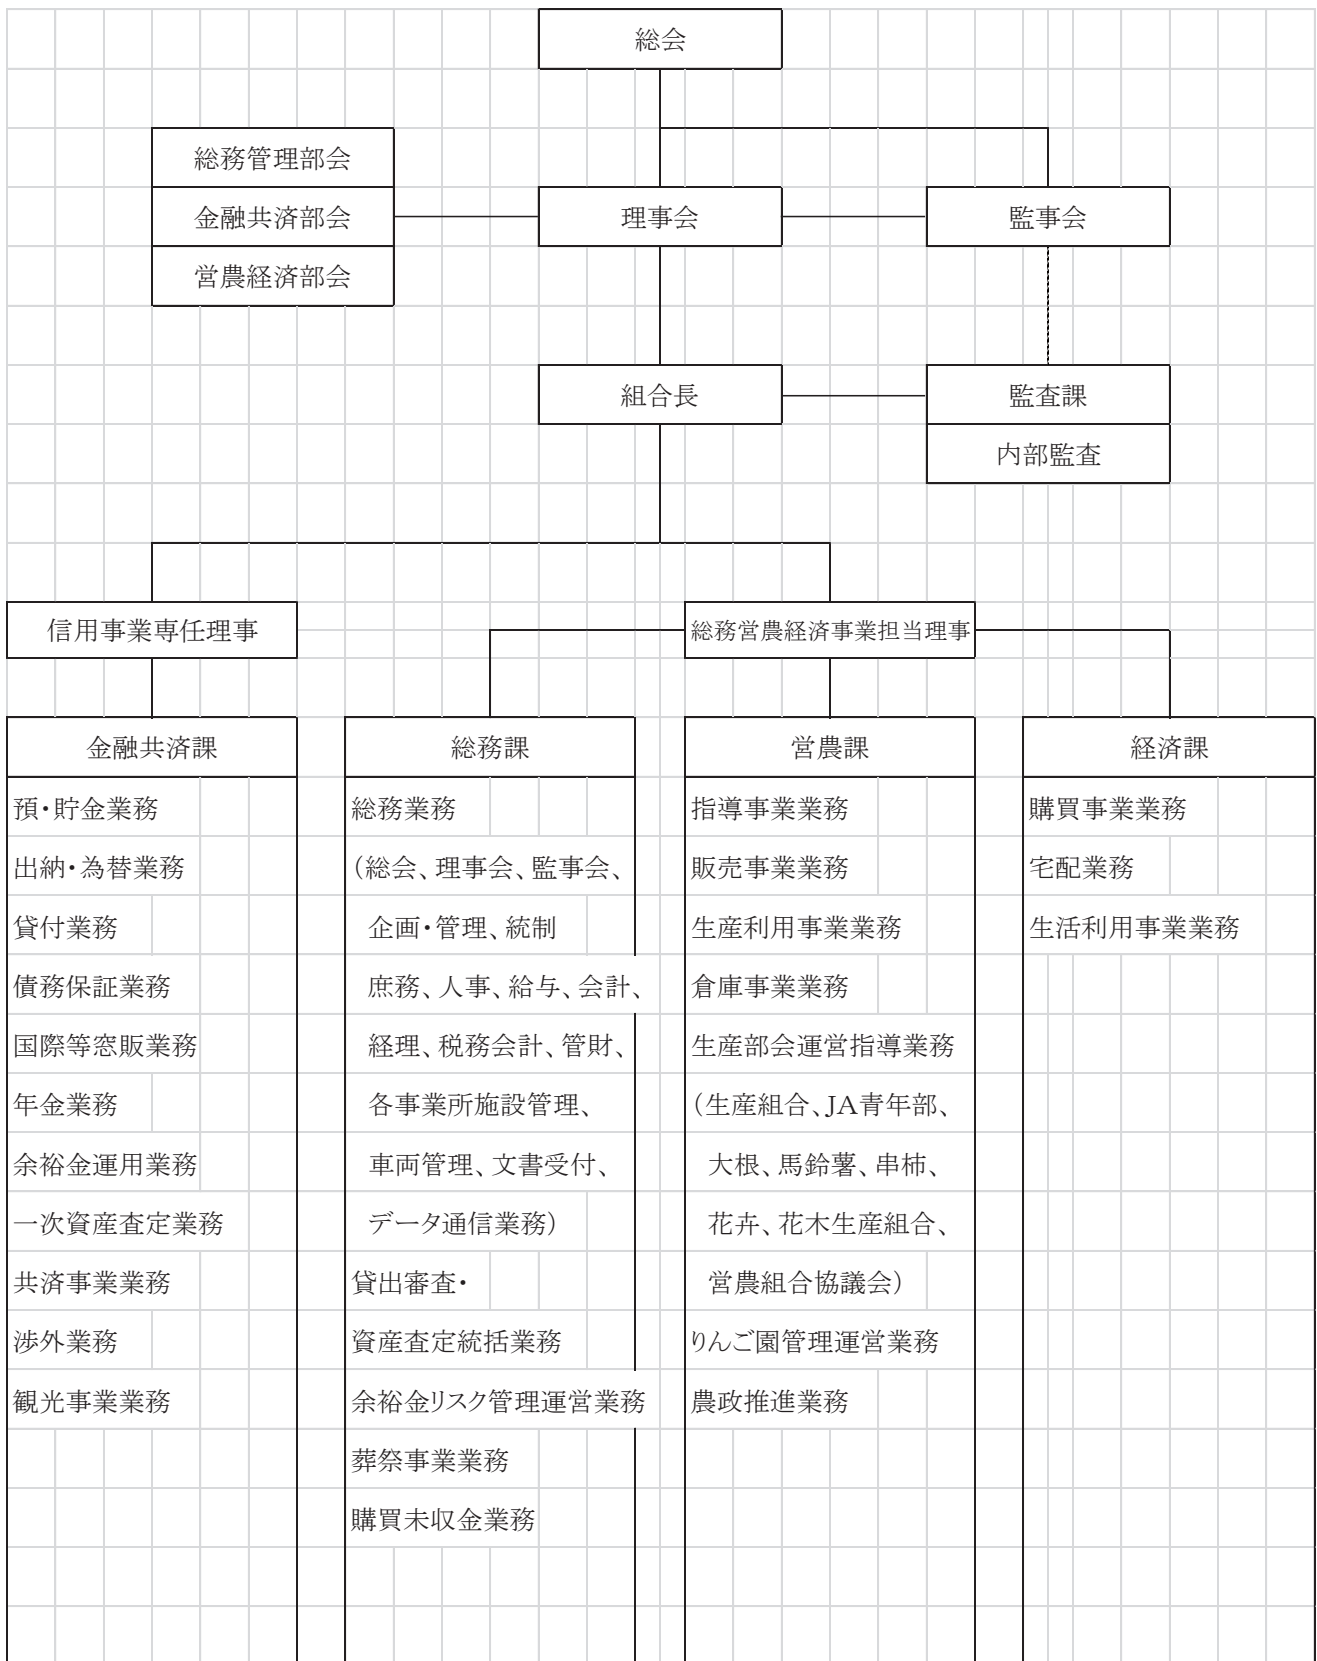 総会
総務管理部会
金融共済部会
営農経済部会
理事会
監事会
組合長
監査課
内部監査
信用事業専任理事
総務営農経済事業担当理事
金融共済課
預・貯金業務
出納・為替業務
貸付業務
債務保証業務
国際等窓販業務
年金業務
余裕金運用業務
一次資産査定業務
共済事業業務
渉外業務
観光事業業務
総務課
総務業務
(総会、理事会、監事会、
企画・管理、統制
庶務、人事、給与、会計、
経理、税務会計、管財、
各事業所施設管理、
車両管理、文書受付、
データ通信業務)
貸出審査・
資産査定統括業務
余裕金リスク管理運営業務
葬祭事業業務
購買未収金業務
営農課
指導事業業務
販売事業業務
生産利用事業業務
倉庫事業業務
生産部会運営指導業務
(生産組合、JA青年部、
大根、馬鈴薯、串柿、
花卉、花木生産組合、
営農組合協議会)
りんご園管理運営業務
農政推進業務
経済課
購買事業業務
宅配業務
生活利用事業業務